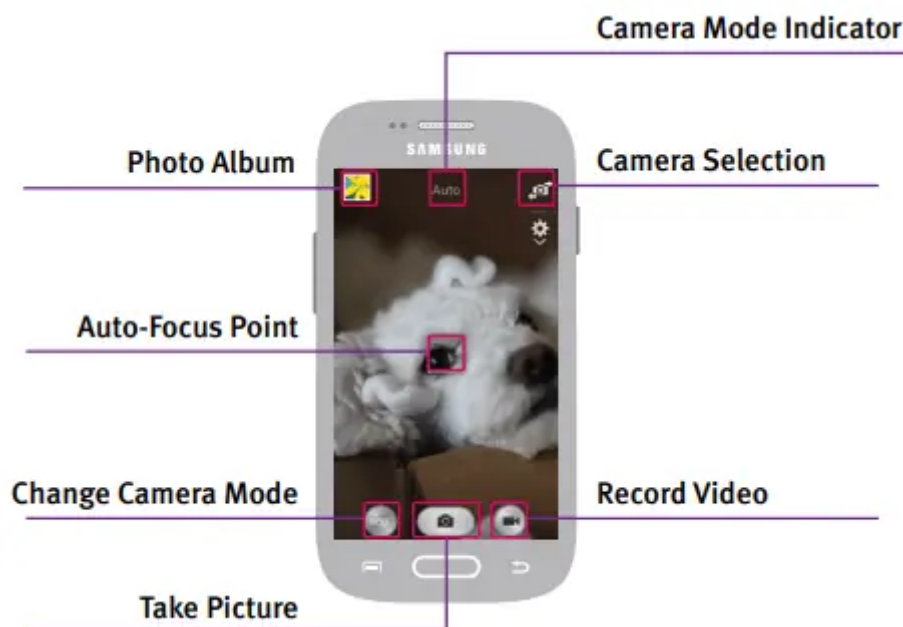 Camera Mode Indicator
SAMSUNG
Photo Album
Auto
Camera Selection
Auto-Focus Point
Change Camera Mode
Record Video
Take Picture